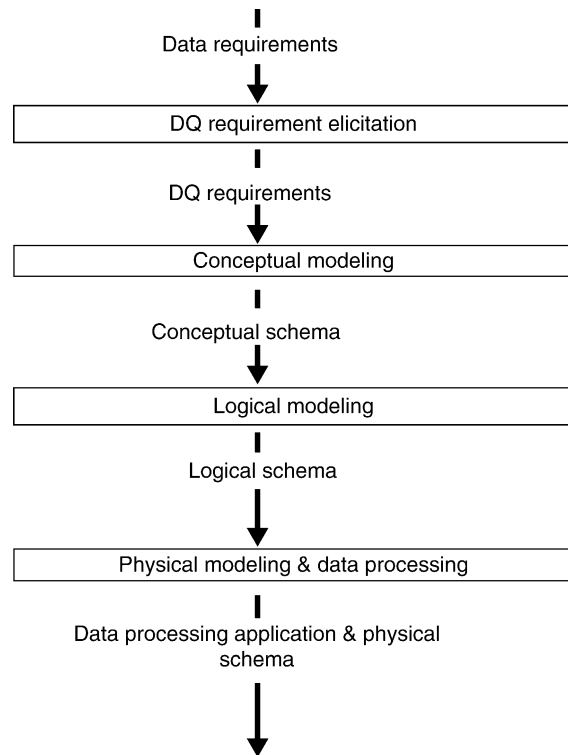 Data requirements
DQ requirement elicitation
DQ requirements
Conceptual modeling
Conceptual schema
Logical modeling
Logical schema
Physical modeling & data processing
Data processing application & physical
schema